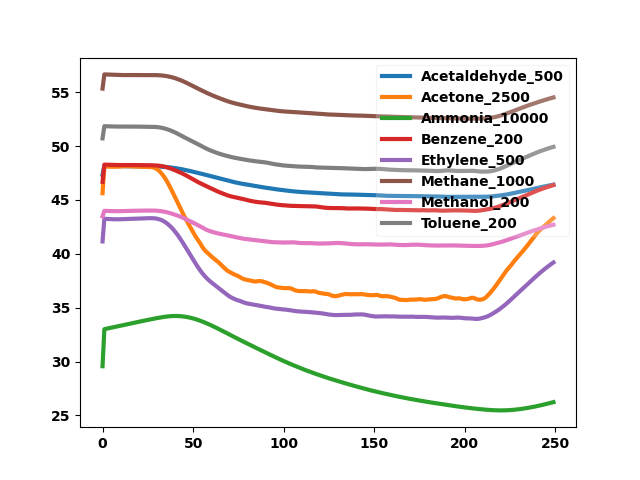 Acetaldehyde_500
Acetone_2500
Ammonia_10000
Benzene_200
Ethylene_500
Methane_1000
Methanol_200
Toluene_200
55
50
45
40
35
30
25
0 50 100 150 200 250